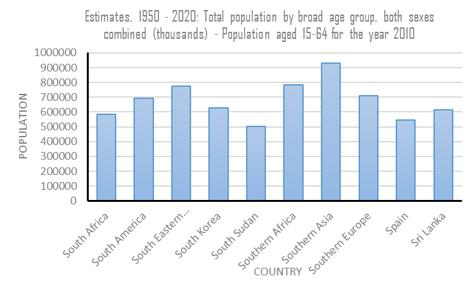 Estimates, 1950 - 2020: Total population by broad age group, both sexes
combined (thousands) - Population aged 15-64 for the year 2010
1000000
900000
800000
700000
600000
500000
400000
300000
200000
100000
0
POPULATION
South Africa
South America
South Eastern...
South Korea
South Sudan
Southern Africa
Southern Asia
Southern Europe
Spain
Sri Lanka
COUNTRY